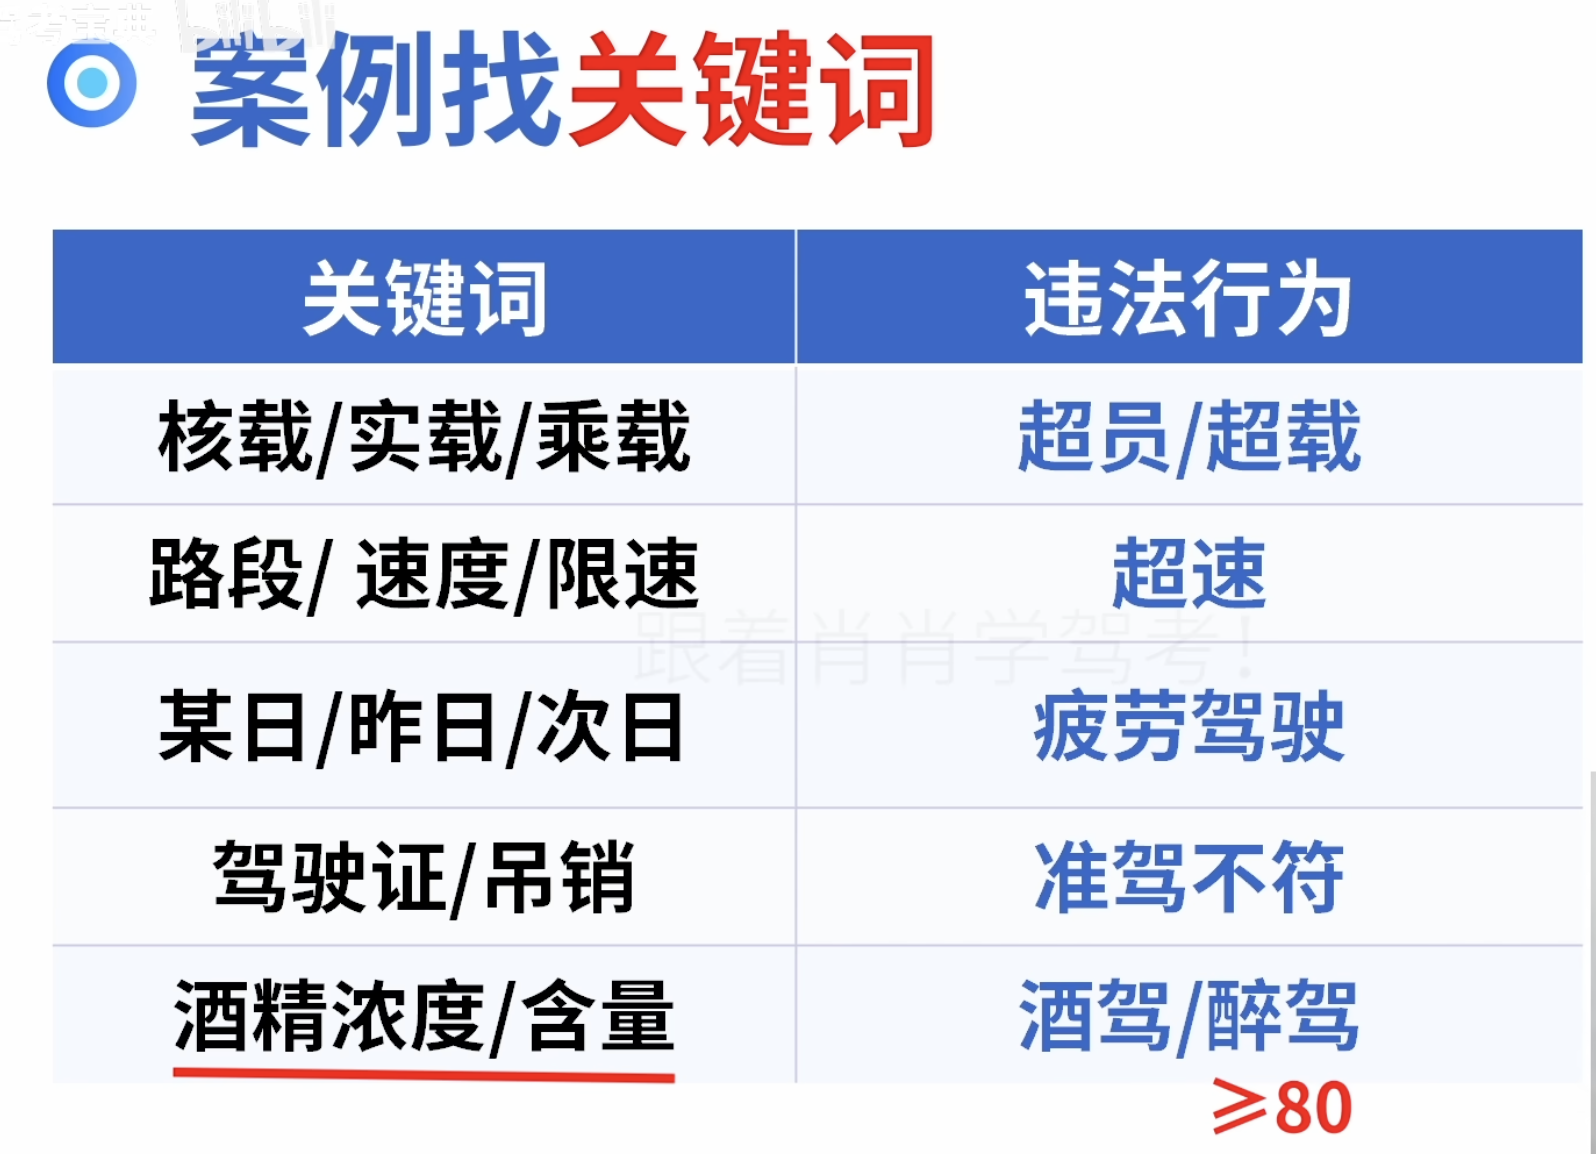 案例找关键词
关键词 违法行为
核载/实载/乘载 超员/超载
路段/ 速度/限速 超速
跟着肖肖学驾考!
某日/昨日/次日 疲劳驾驶
驾驶证/吊销 准驾不符
酒精浓度/含量 酒驾/醉驾
≥80